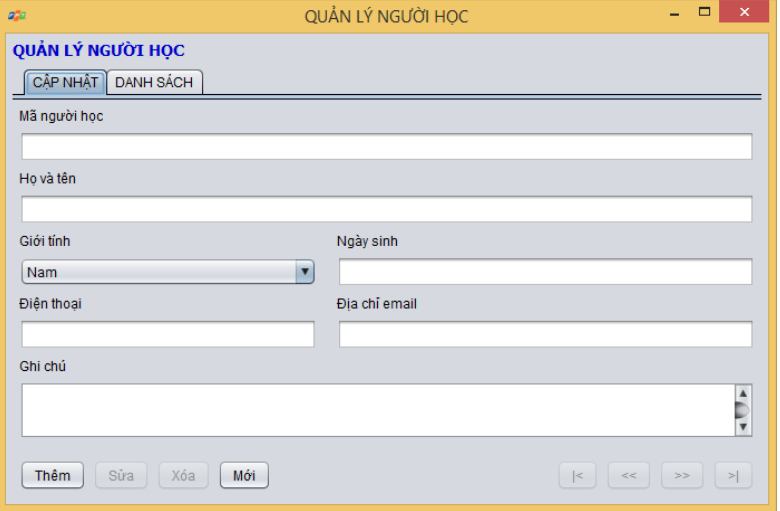 QUẢN LÝ NGƯỜI HỌC
QUẢN LÝ NGƯỜI HỌC
CẬP NHẬT DANH SÁCH
Mã người học
Họ và tên
Giới tính Ngày sinh
Nam
Điện thoại Địa chỉ email
Ghi chú
Thêm Sửa Xóa Mới |< << >> >|